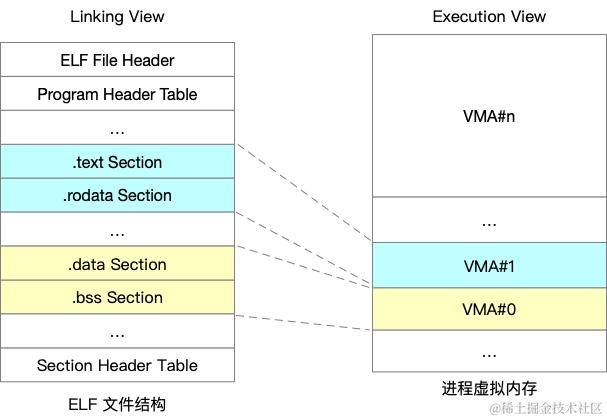 Linking View
ELF File Header
Program Header Table
...
.text Section
.rodata Section
...
.data Section
.bss Section
...
Section Header Table
ELF 文件结构
Execution View
VMA#n
...
VMA#1
VMA#0
...
进程虚拟内存
@稀土掘金技术社区